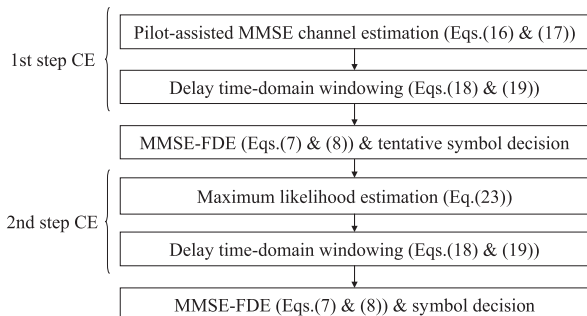 Pilot-assisted MMSE channel estimation (Eqs.(16) & (17))
1st step CE
Delay time-domain windowing (Eqs.(18) & (19))
MMSE-FDE (Eqs.(7) & (8)) & tentative symbol decision
Maximum likelihood estimation (Eq.(23))
2nd step CE
Delay time-domain windowing (Eqs.(18) & (19))
MMSE-FDE (Eqs.(7) & (8)) & symbol decision